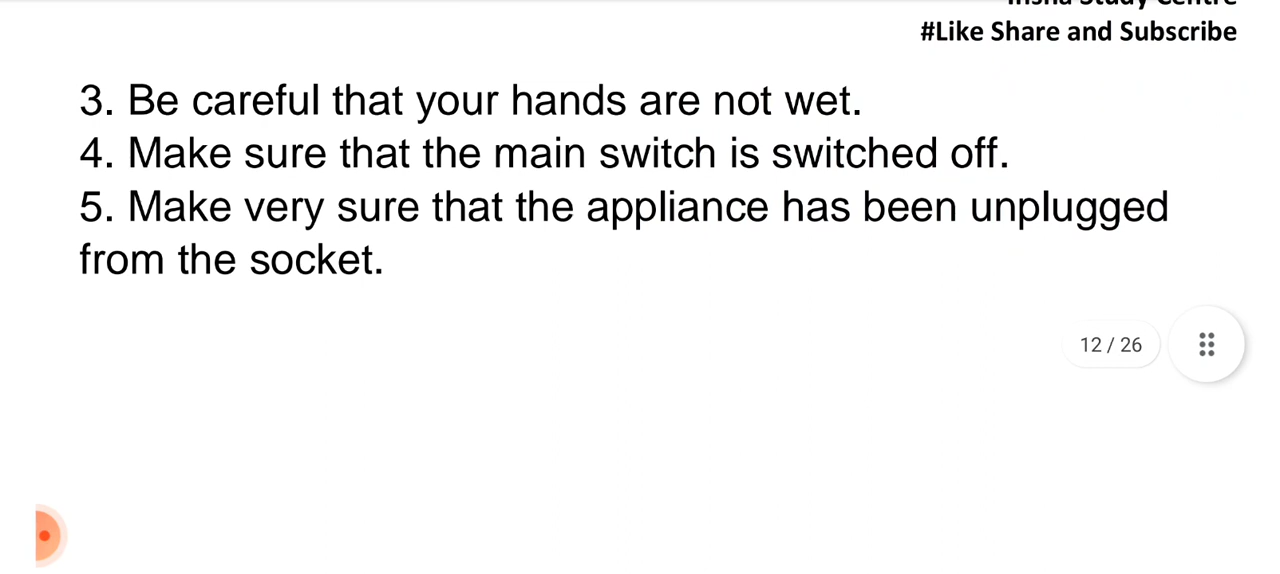 #Like Share and Subscribe
3. Be careful that your hands are not wet.
4. Make sure that the main switch is switched off.
5. Make very sure that the appliance has been unplugged
from the socket.
12 / 26